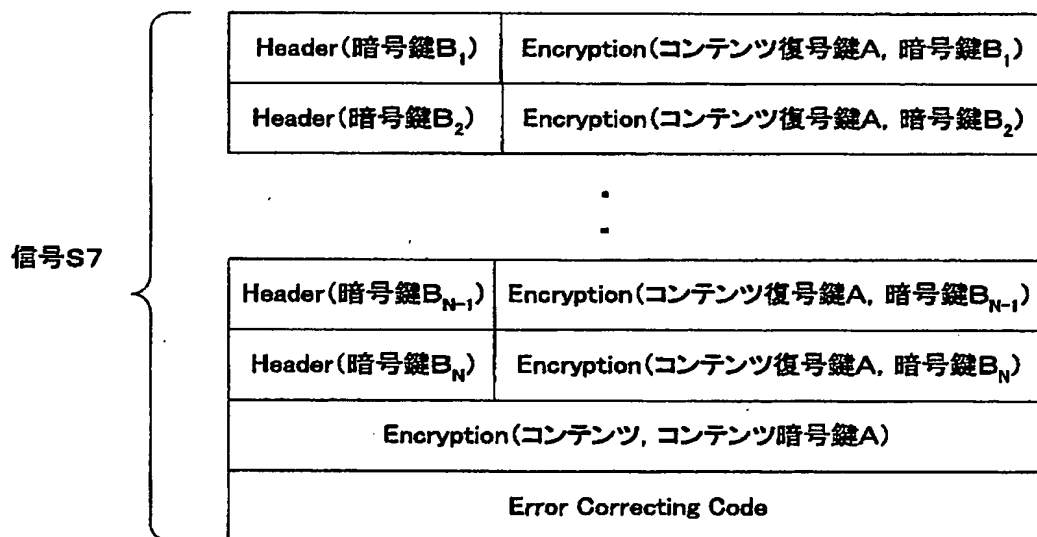 Header(暗号鍵B₁) Encryption(コンテンツ復号鍵A, 暗号鍵B₁)
Header(暗号鍵B₂) Encryption(コンテンツ復号鍵A, 暗号鍵B₂)
信号S7
Header(暗号鍵B_{N-1}) Encryption(コンテンツ復号鍵A, 暗号鍵B_{N-1})
Header(暗号鍵B_N) Encryption(コンテンツ復号鍵A, 暗号鍵B_N)
Encryption(コンテンツ, コンテンツ暗号鍵A)
Error Correcting Code